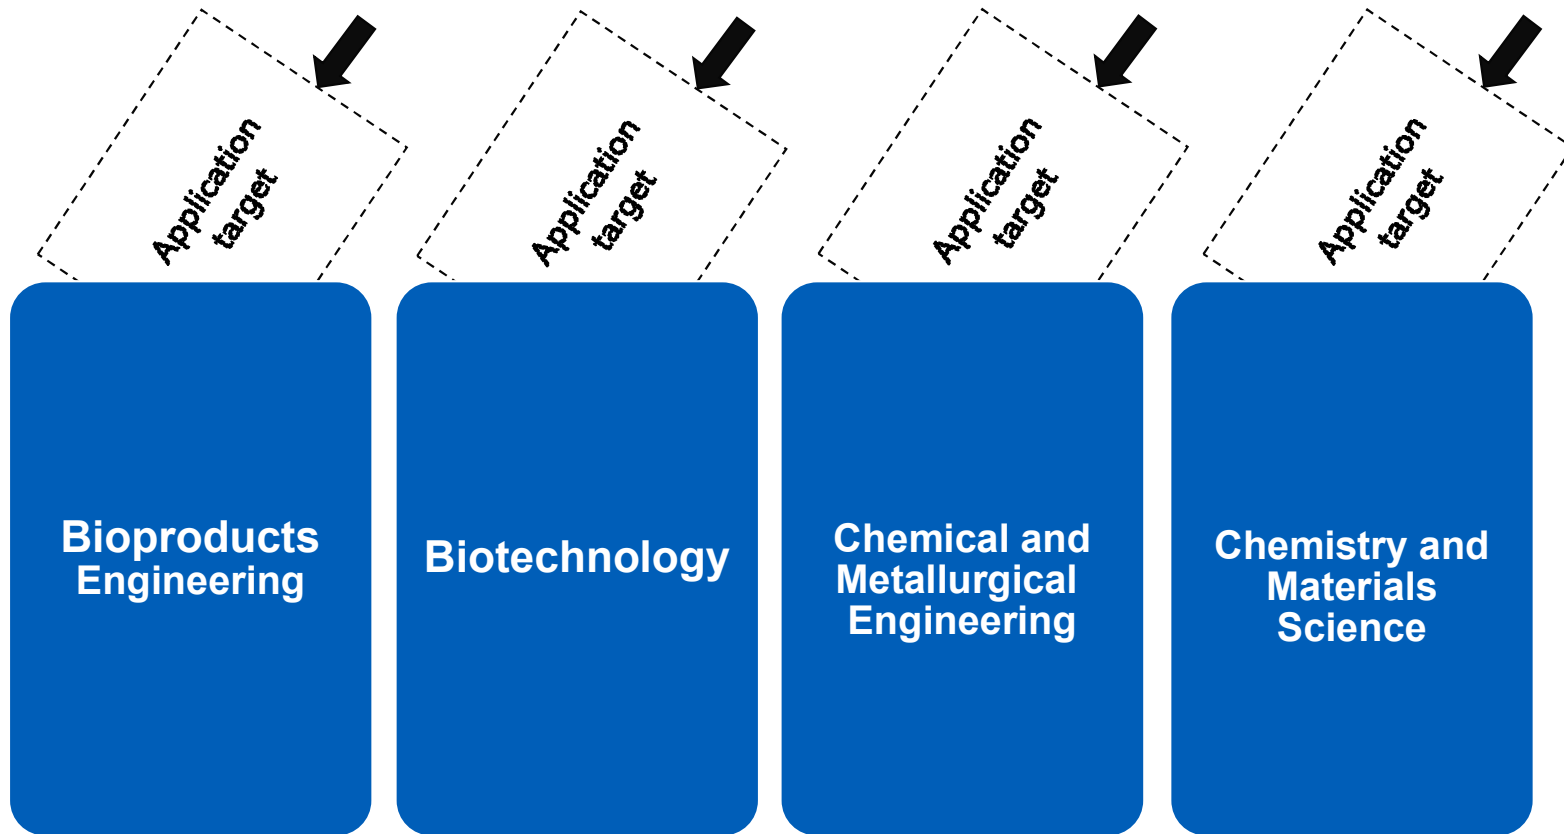 Application
target
Application
target
Application
target
Application
target
Bioproducts
Engineering
Biotechnology
Chemical and
Metallurgical
Engineering
Chemistry and
Materials
Science